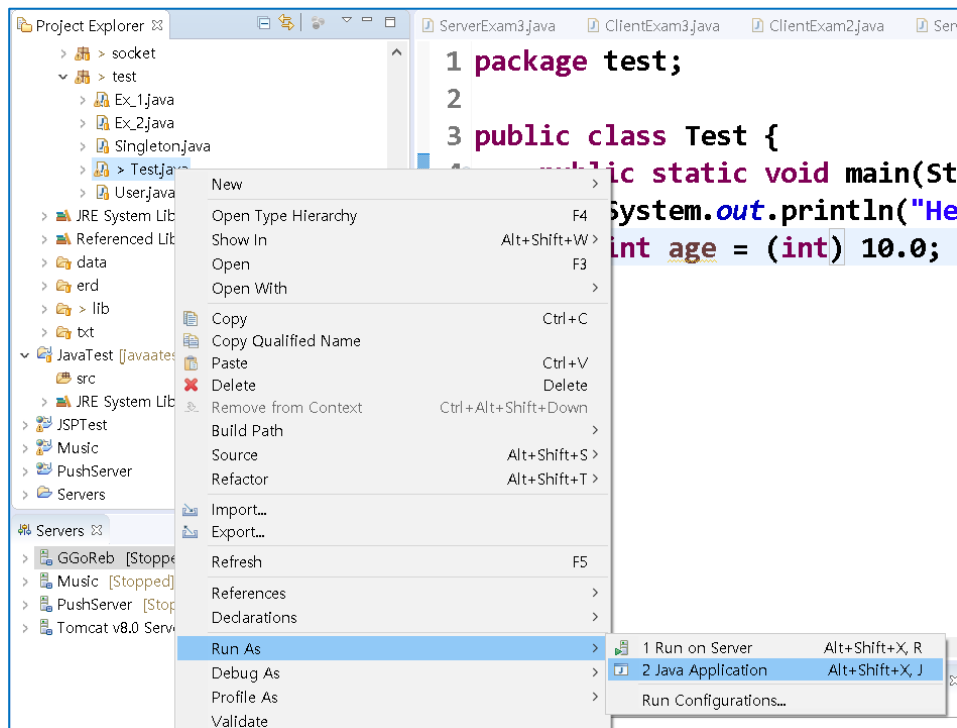 Project Explorer
> socket
> test
Ex_1.java
Ex_2.java
Singleton.java
> Test.java
User.java
JRE System Lib
Referenced Lib
data
erd
> lib
txt
JavaTest [javaates
src
JRE System Lib
JSPTest
Music
PushServer
Servers
Servers
GGoReb [Stoppe
Music [Stopped]
PushServer [Stop
Tomcat v8.0 Serv
ServerExam3.java ClientExam3.java ClientExam2.java Ser
1 package test;
2
3 public class Test {
public static void main(St
System.out.println("He
int age = (int) 10.0;
New
Open Type Hierarchy F4
Show In Alt+Shift+W >
Open F3
Open With
Copy Ctrl+C
Copy Qualified Name
Paste Ctrl+V
Delete Delete
Remove from Context Ctrl+Alt+Shift+Down
Build Path
Source Alt+Shift+S >
Refactor Alt+Shift+T >
Import...
Export...
Refresh F5
References
Declarations
Run As
Debug As
Profile As
Validate
1 Run on Server Alt+Shift+X, R
2 Java Application Alt+Shift+X, J
Run Configurations...